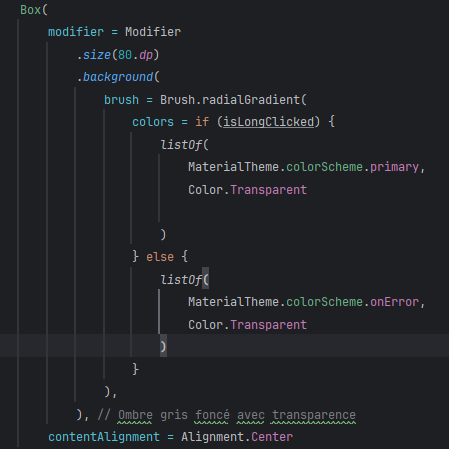 Box(
    modifier = Modifier
        .size(80.dp)
        .background(
            brush = Brush.radialGradient(
                colors = if (isLongClicked) {
                    listOf(
                        MaterialTheme.colorScheme.primary,
                        Color.Transparent
                    )
                } else {
                    listOf(
                        MaterialTheme.colorScheme.onError,
                        Color.Transparent
                    )
                }
            ),
        ), // Ombre gris foncé avec transparence
    contentAlignment = Alignment.Center